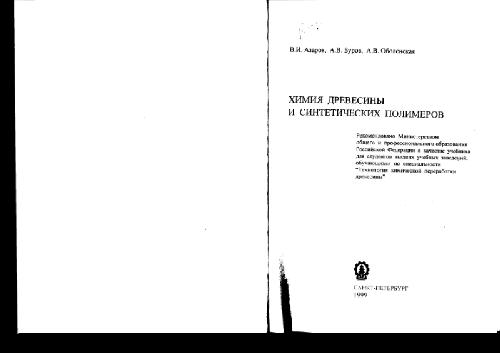 В.И. Азаров, А.В. Буров, А.В. Оболенская
ХИМИЯ ДРЕВЕСИНЫ
И СИНТЕТИЧЕСКИХ ПОЛИМЕРОВ
Рекомендовано Министерством
общего и профессионального образования
Российской Федерации в качестве учебника
для студентов высших учебных заведений,
обучающихся по специальности
"Технология химической переработки
древесины"
САНКТ-ПЕТЕРБУРГ
1999